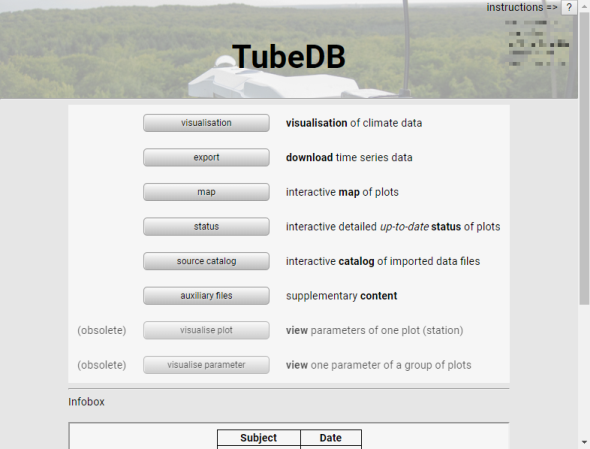 instructions => ?
TubeDB
visualisation visualisation of climate data
export download time series data
map interactive map of plots
status interactive detailed up-to-date status of plots
source catalog interactive catalog of imported data files
auxiliary files supplementary content
(obsolete) visualise plot view parameters of one plot (station)
(obsolete) visualise parameter view one parameter of a group of plots
Infobox
Subject Date